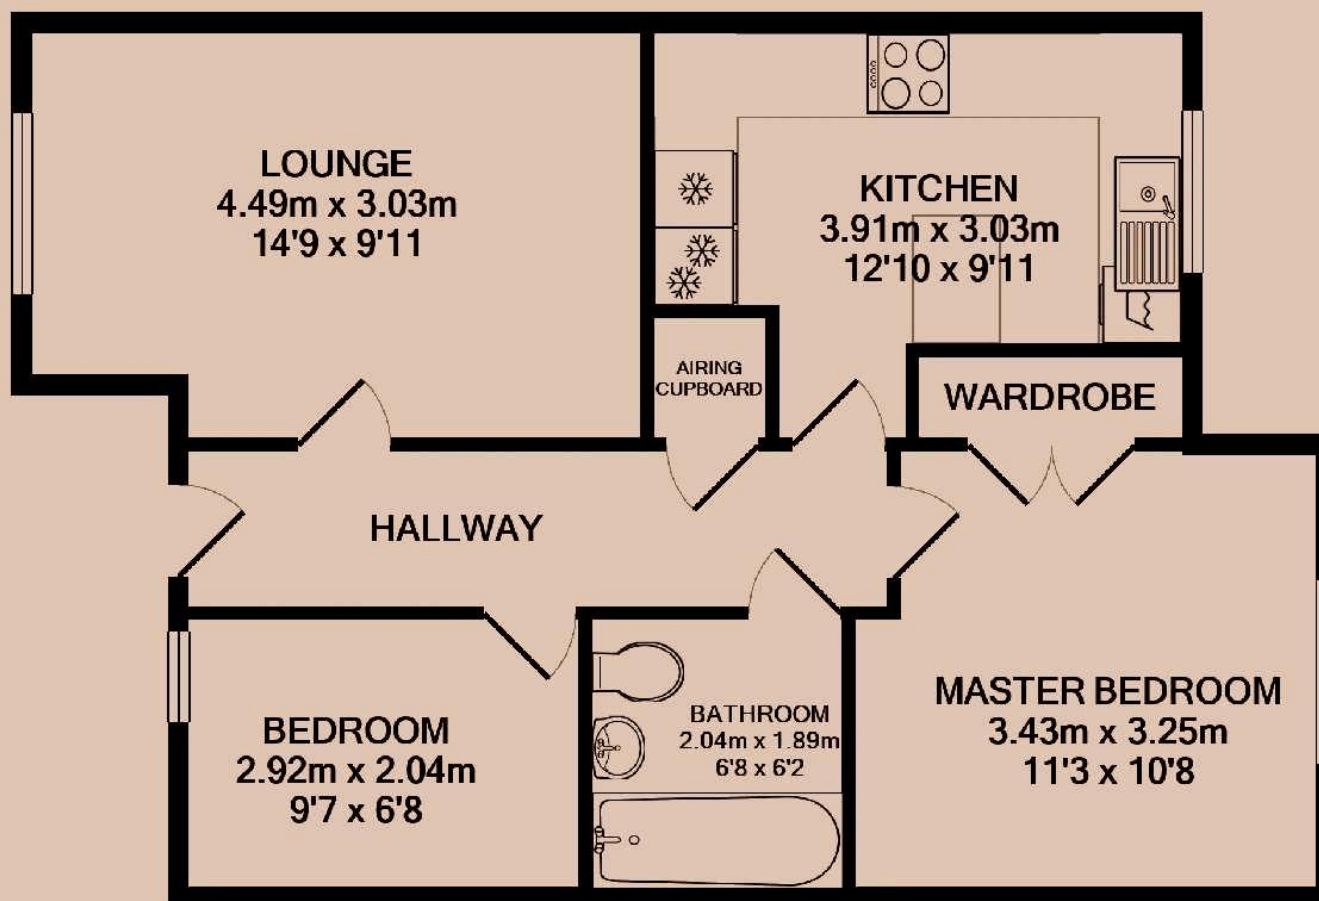 LOUNGE
4.49m x 3.03m
14'9 x 9'11
KITCHEN
3.91m x 3.03m
12'10 x 9'11
AIRING
CUPBOARD
WARDROBE
HALLWAY
BEDROOM
2.92m x 2.04m
9'7 x 6'8
BATHROOM
2.04m x 1.89m
6'8 x 6'2
MASTER BEDROOM
3.43m x 3.25m
11'3 x 10'8